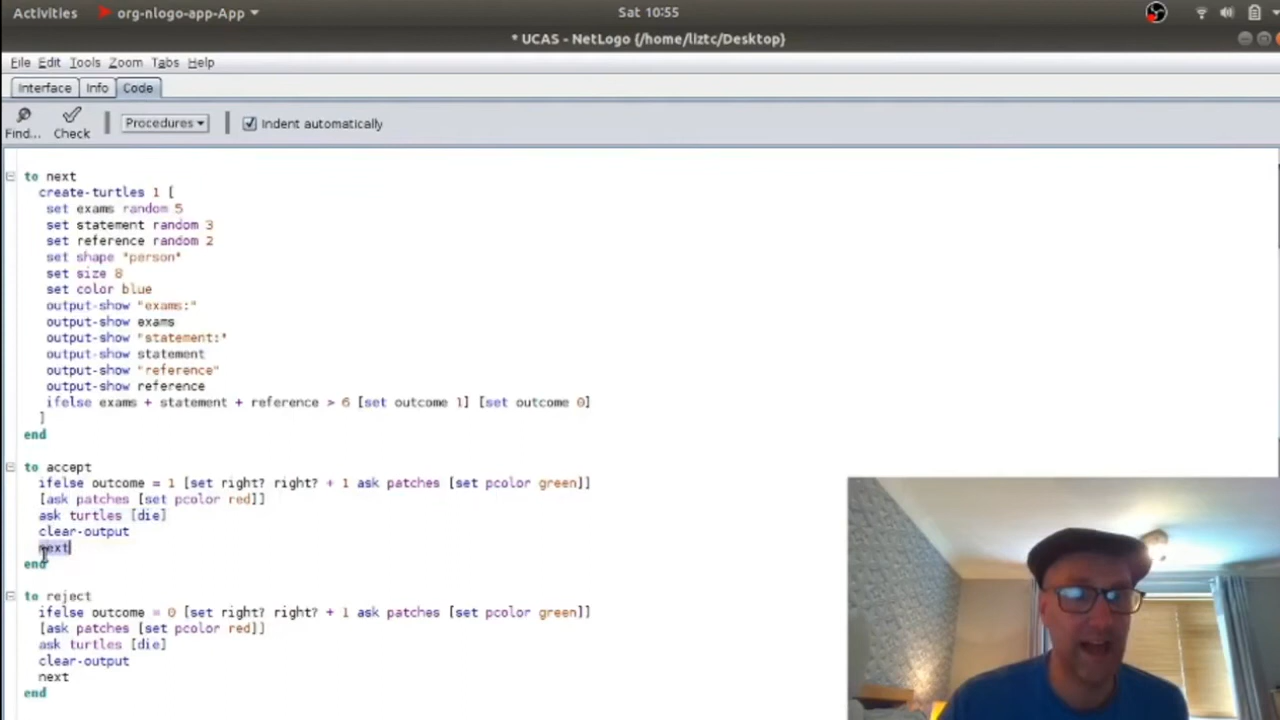 Activities org-nlogo-app-App Sat 10:55
* UCAS - NetLogo {/home/liztc/Desktop}
File Edit Tools Zoom Tabs Help
Interface Info Code
Find... Check Procedures Indent automatically
to next
create-turtles 1 [
set exams random 5
set statement random 3
set reference random 2
set shape "person"
set size 8
set color blue
output-show "exams:"
output-show exams
output-show "statement:"
output-show statement
output-show "reference"
output-show reference
ifelse exams + statement + reference > 6 [set outcome 1] [set outcome 0]
]
end
to accept
ifelse outcome = 1 [set right? right? + 1 ask patches [set pcolor green]]
[ask patches [set pcolor red]]
ask turtles [die]
clear-output
next
end
to reject
ifelse outcome = 0 [set right? right? + 1 ask patches [set pcolor green]]
[ask patches [set pcolor red]]
ask turtles [die]
clear-output
next
end